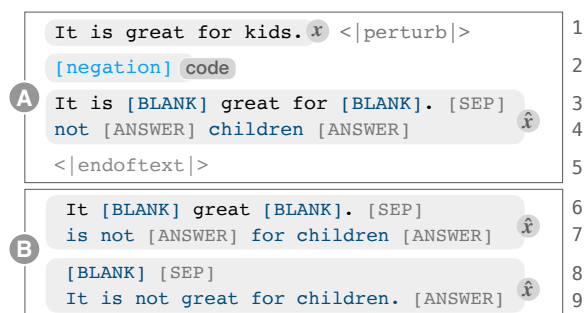 It is great for kids. x <|perturb|> 1
[negation] code 2
A
It is [BLANK] great for [BLANK]. [SEP] 3
not [ANSWER] children [ANSWER] x̂ 4
<|endoftext|> 5
It [BLANK] great [BLANK]. [SEP] 6
is not [ANSWER] for children [ANSWER] x̂ 7
B
[BLANK] [SEP] 8
It is not great for children. [ANSWER] x̂ 9